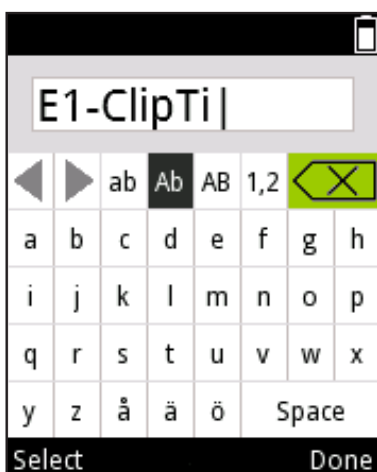 E1-ClipTi
ab Ab AB 1,2
a b c d e f g h
i j k l m n o p
q r s t u v w x
y z å ä ö Space
Select Done